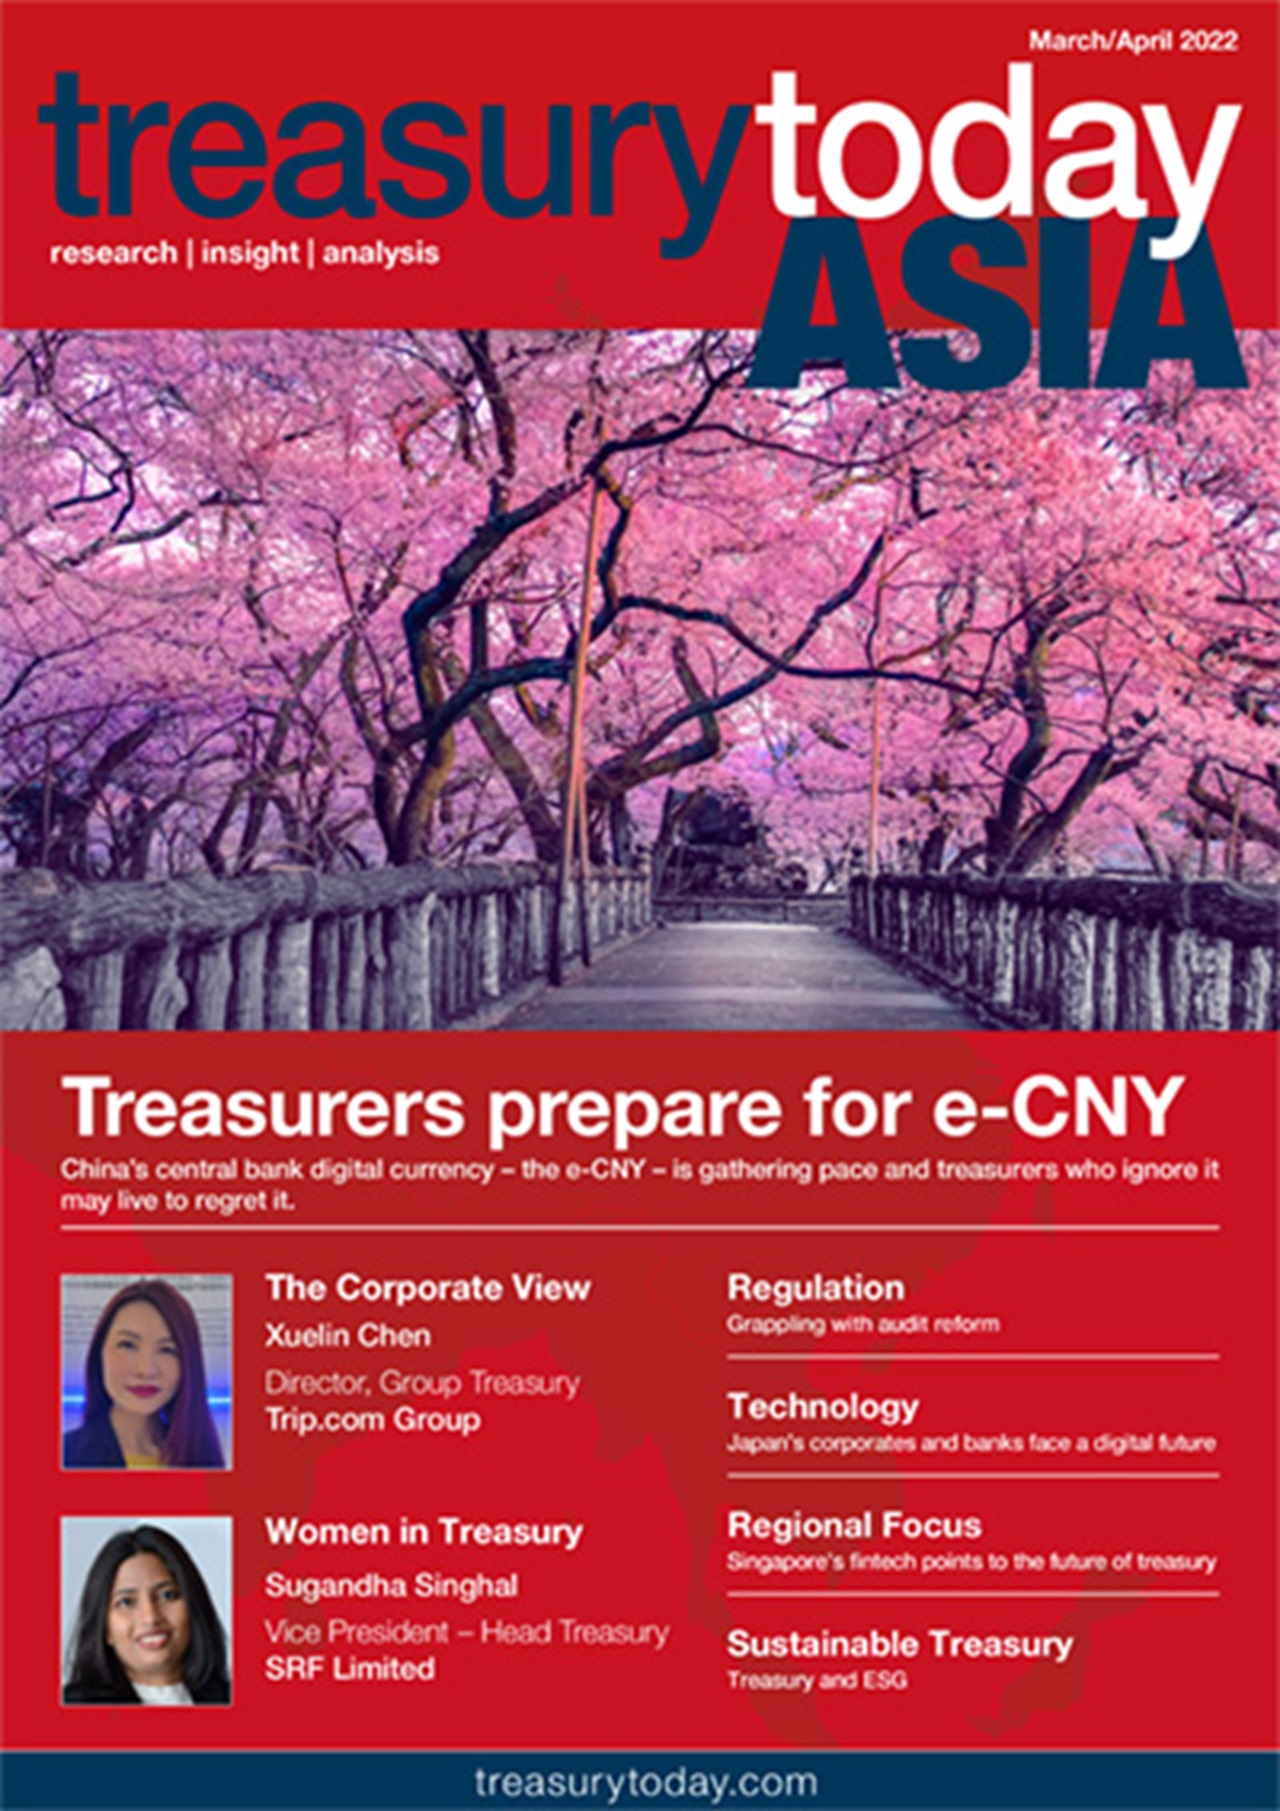 March/April 2022
treasurytoday
ASIA
research | insight | analysis
Treasurers prepare for e-CNY
China's central bank digital currency – the e-CNY – is gathering pace and treasurers who ignore it
may live to regret it.
The Corporate View
Xuelin Chen
Director, Group Treasury
Trip.com Group
Women in Treasury
Sugandha Singhal
Vice President – Head Treasury
SRF Limited
Regulation
Grappling with audit reform
Technology
Japan's corporates and banks face a digital future
Regional Focus
Singapore's fintech points to the future of treasury
Sustainable Treasury
Treasury and ESG
treasurytoday.com